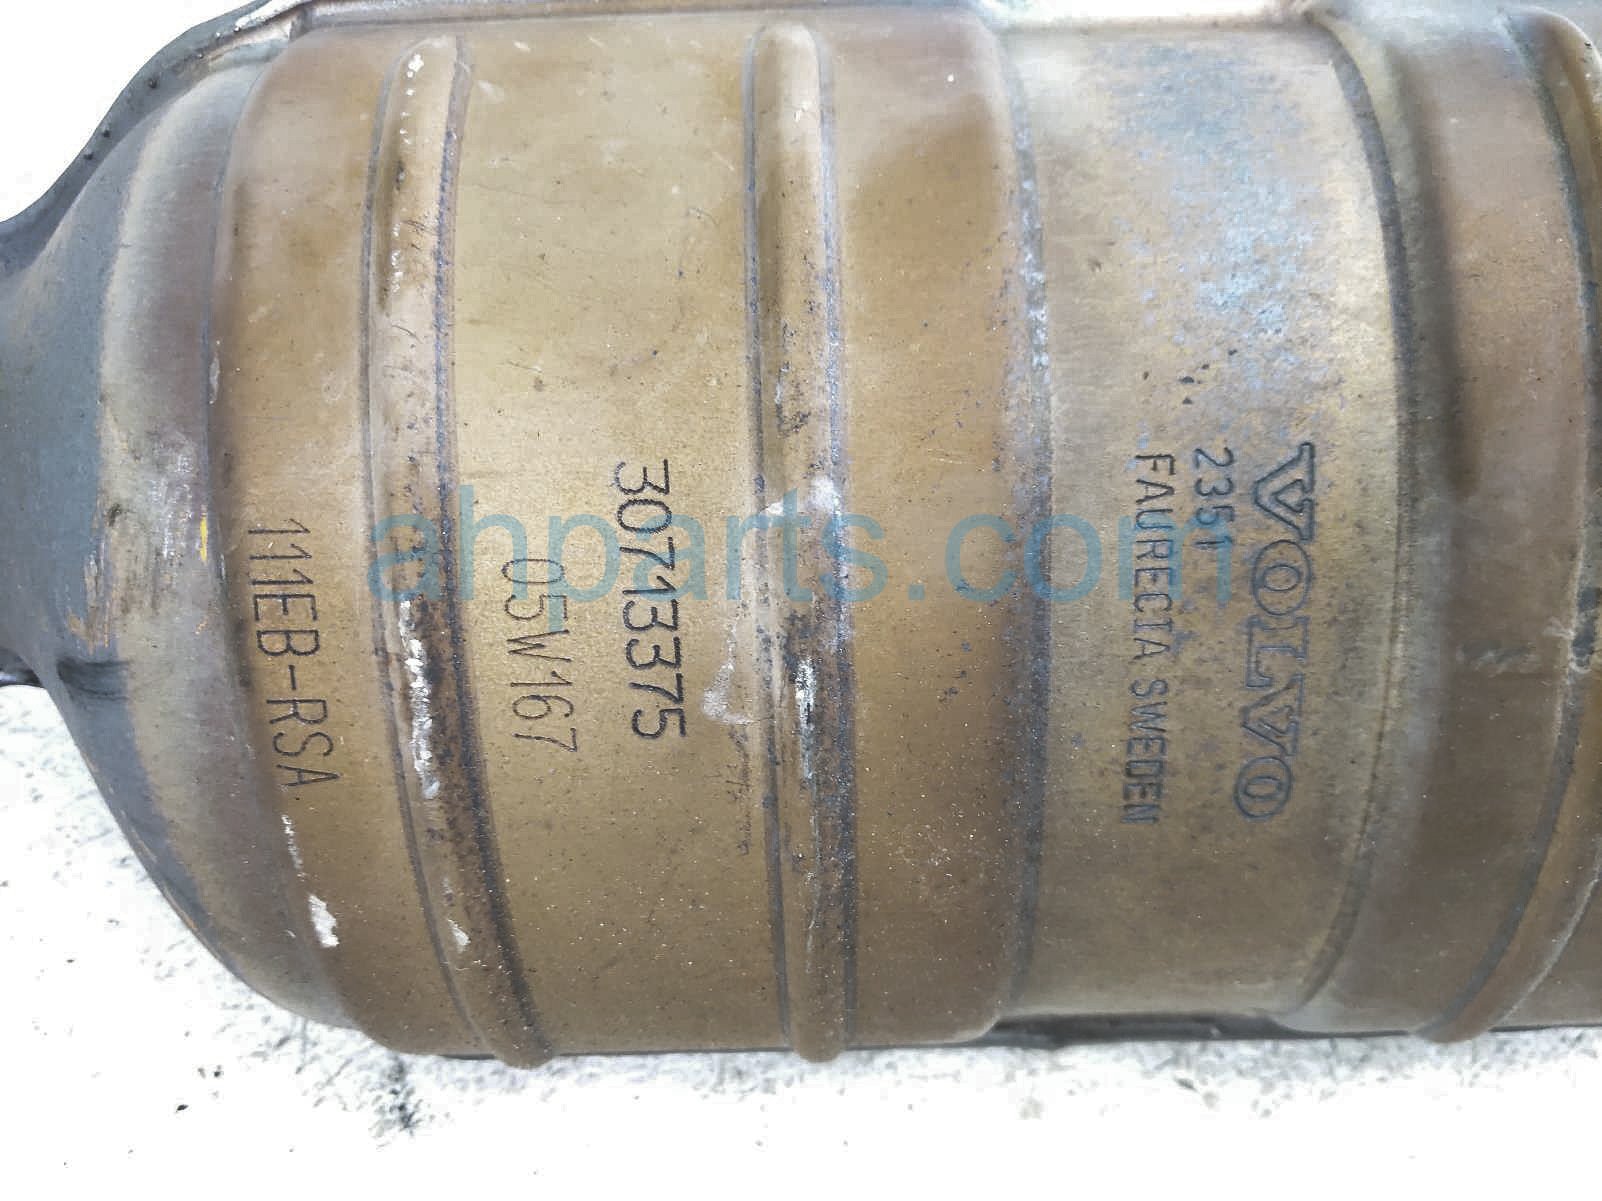 VOLVO
2351
FAURECIA SWEDEN
30713375
05W167
111EB-RSA
ahparts.com